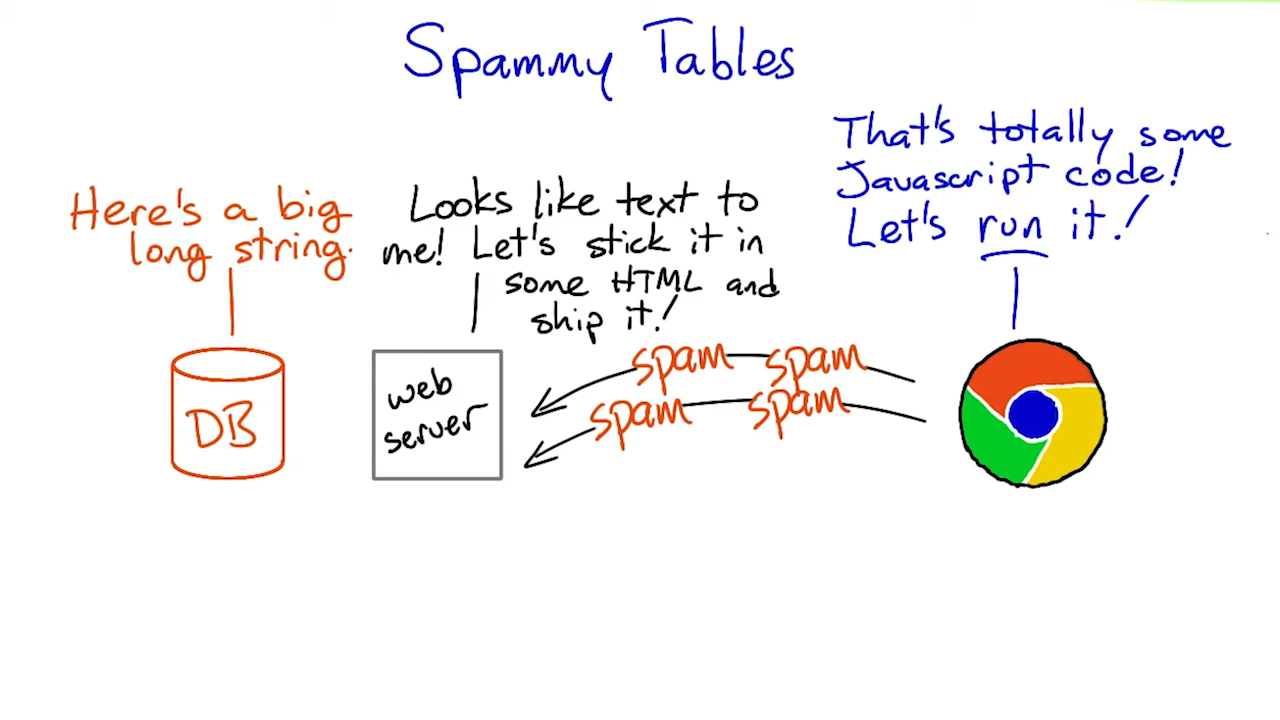 Spammy Tables
Here's a big
long string.
Looks like text to
me! Let's stick it in
some HTML and
ship it!
That's totally some
Javascript code!
Let's run it!
DB
web
server
spam spam
spam spam